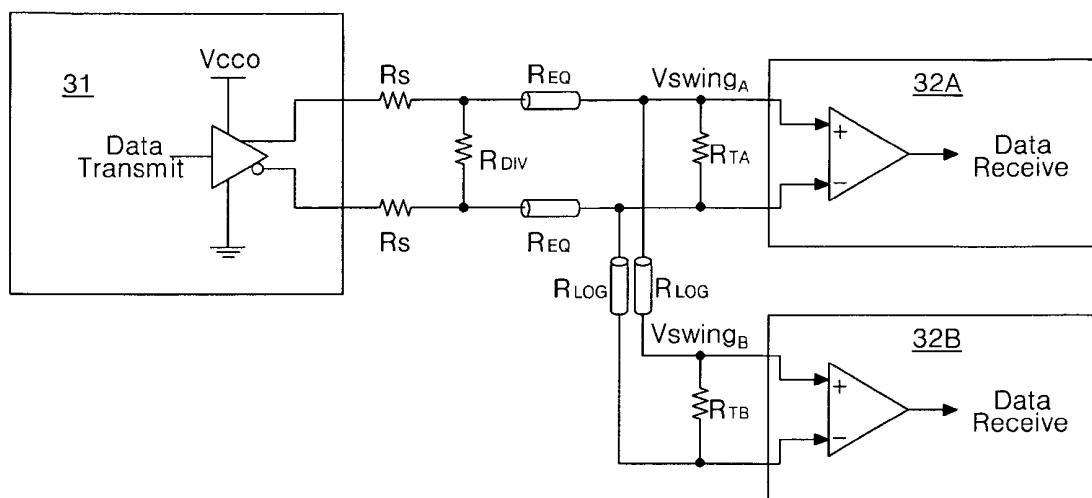 31
Vcco
Data
Transmit
Rs
Rs
RDIV
REQ
REQ
VswingA
RTA
32A
Data
Receive
RLOG
RLOG
VswingB
RTB
32B
Data
Receive
+
−
+
−